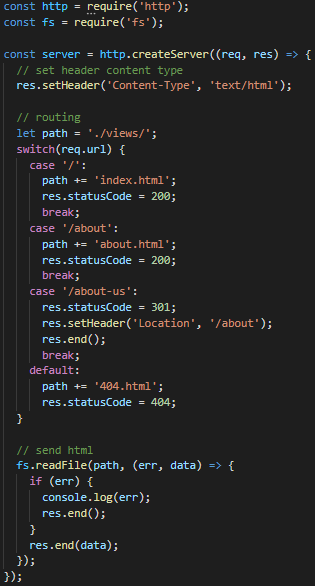 const http = require('http');
const fs = require('fs');

const server = http.createServer((req, res) => {
  // set header content type
  res.setHeader('Content-Type', 'text/html');

  // routing
  let path = './views/';
  switch(req.url) {
    case '/':
      path += 'index.html';
      res.statusCode = 200;
      break;
    case '/about':
      path += 'about.html';
      res.statusCode = 200;
      break;
    case '/about-us':
      res.statusCode = 301;
      res.setHeader('Location', '/about');
      res.end();
      break;
    default:
      path += '404.html';
      res.statusCode = 404;
  }

  // send html
  fs.readFile(path, (err, data) => {
    if (err) {
      console.log(err);
      res.end();
    }
    res.end(data);
  });
});